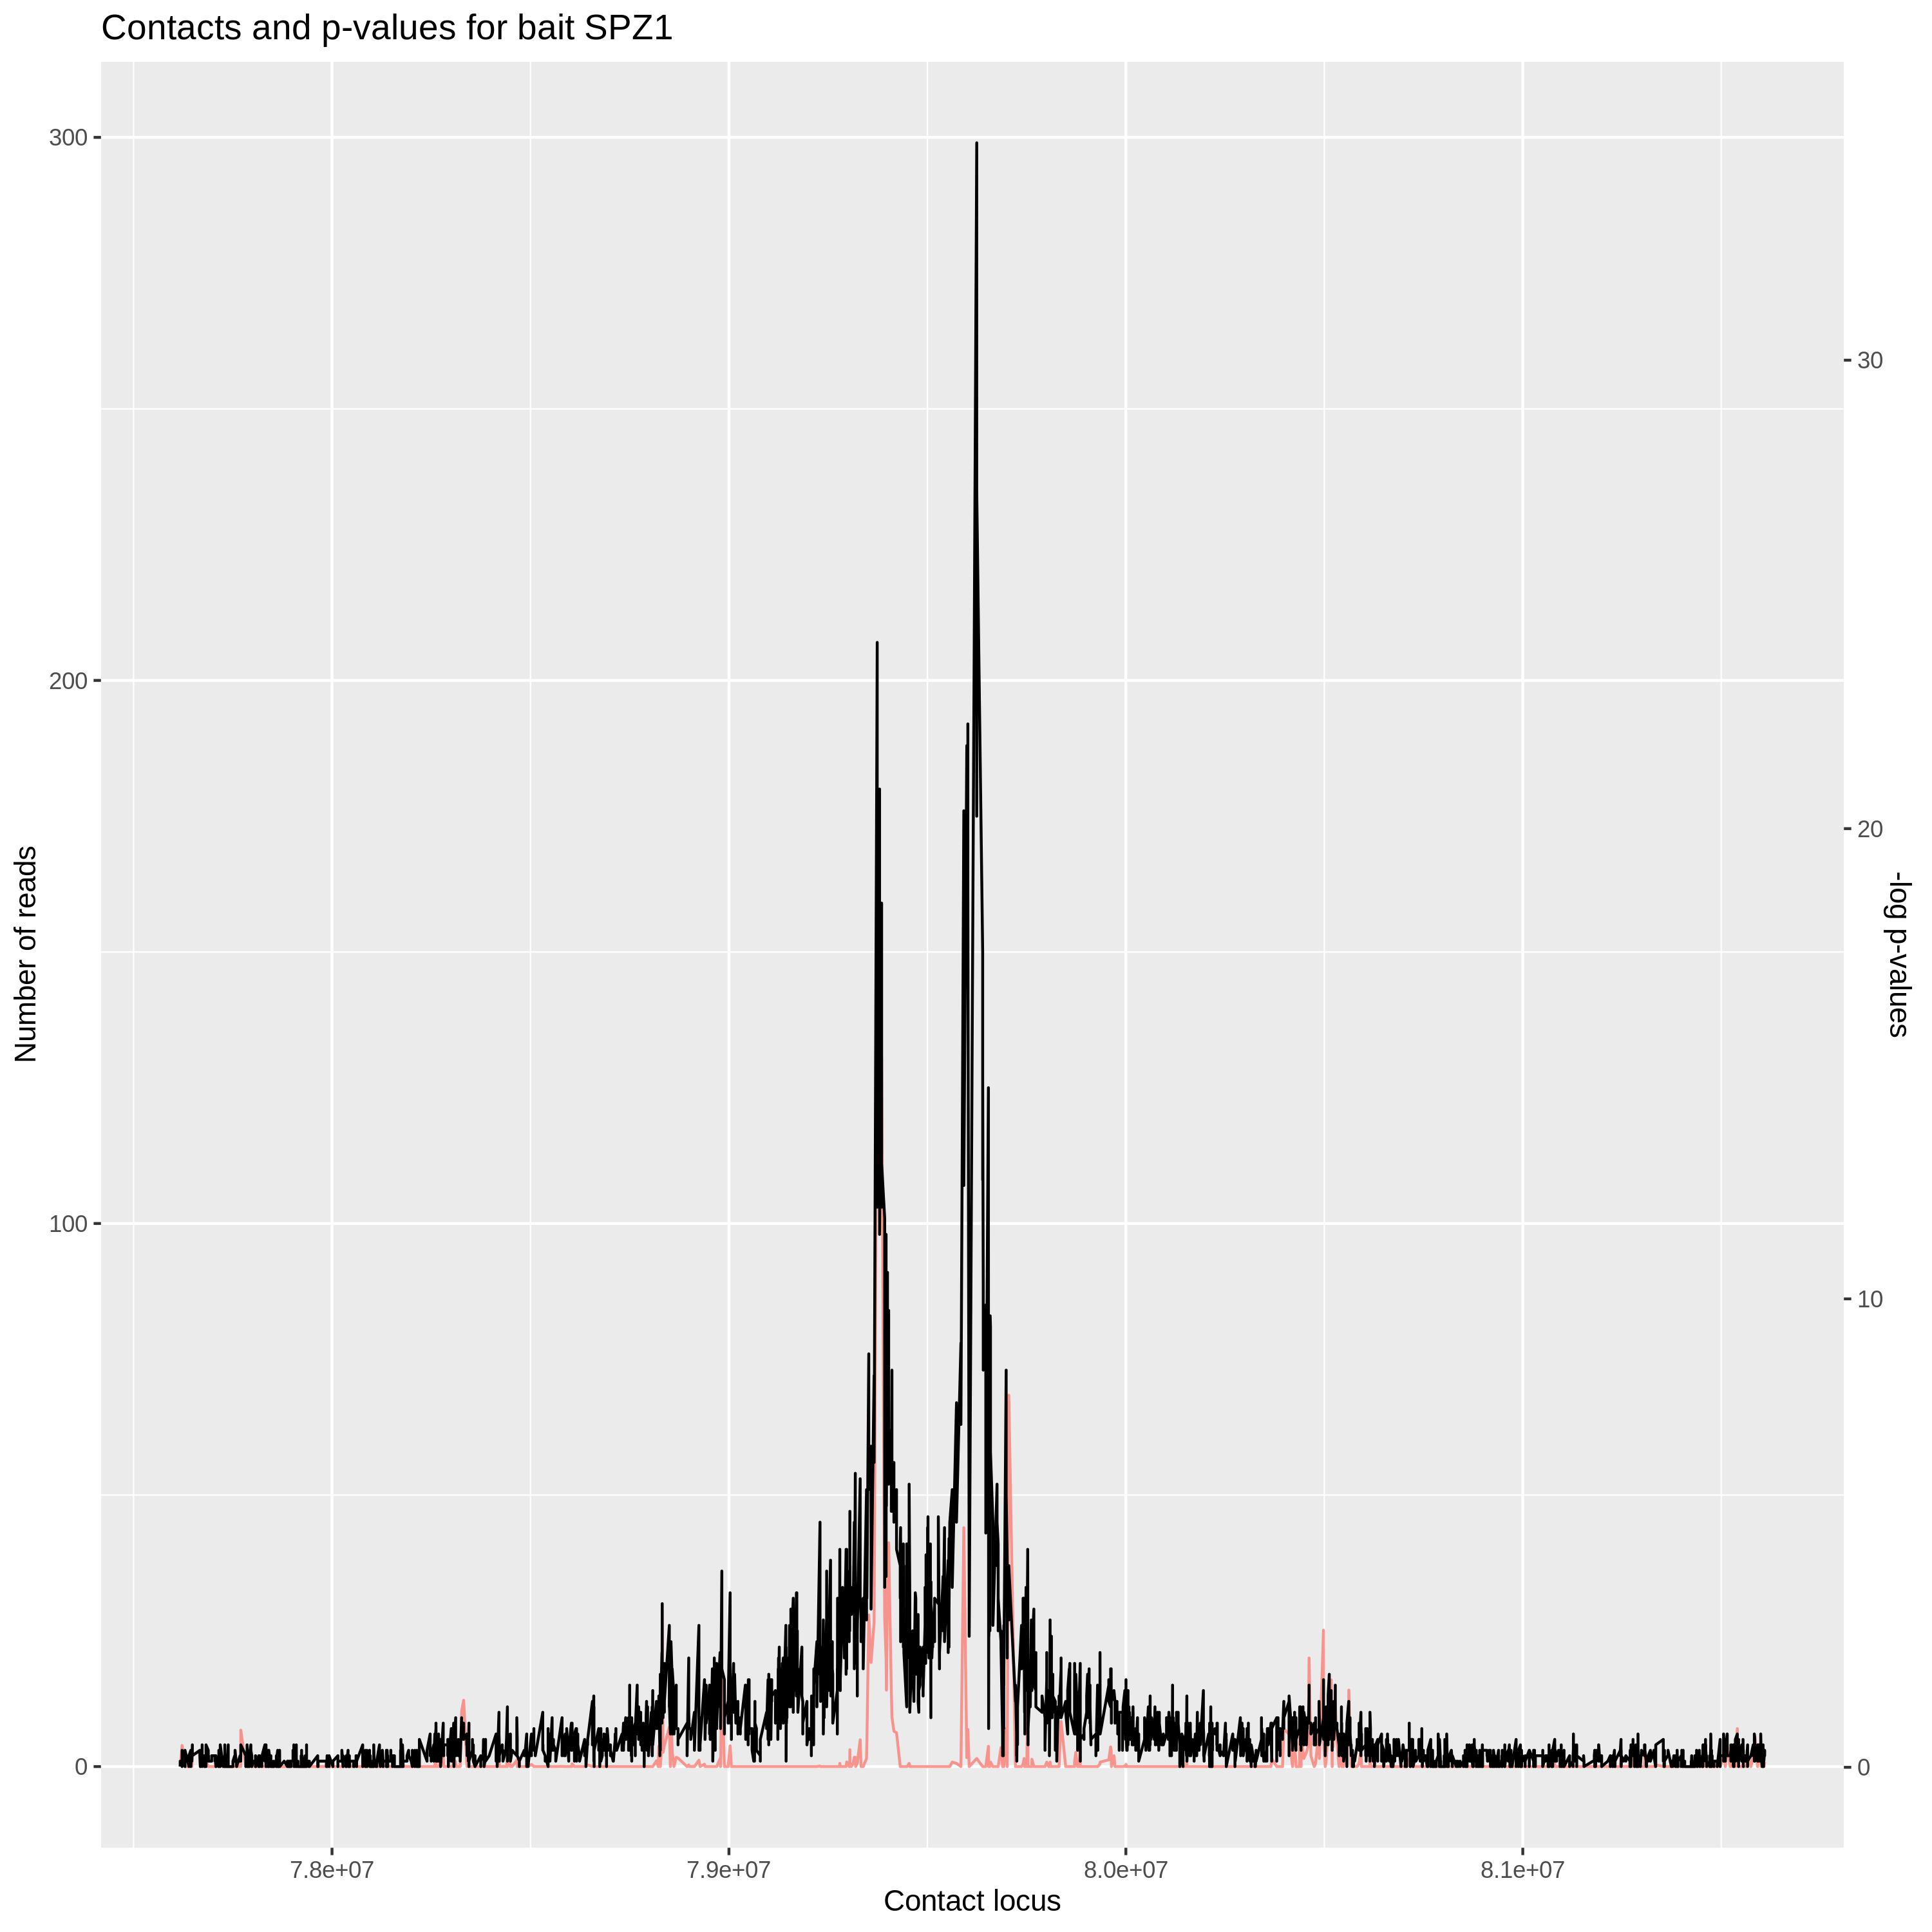 Contacts and p-values for bait SPZ1
300
200
100
0
Number of reads
30
20
10
0
-log p-values
7.8e+07 7.9e+07 8.0e+07 8.1e+07
Contact locus